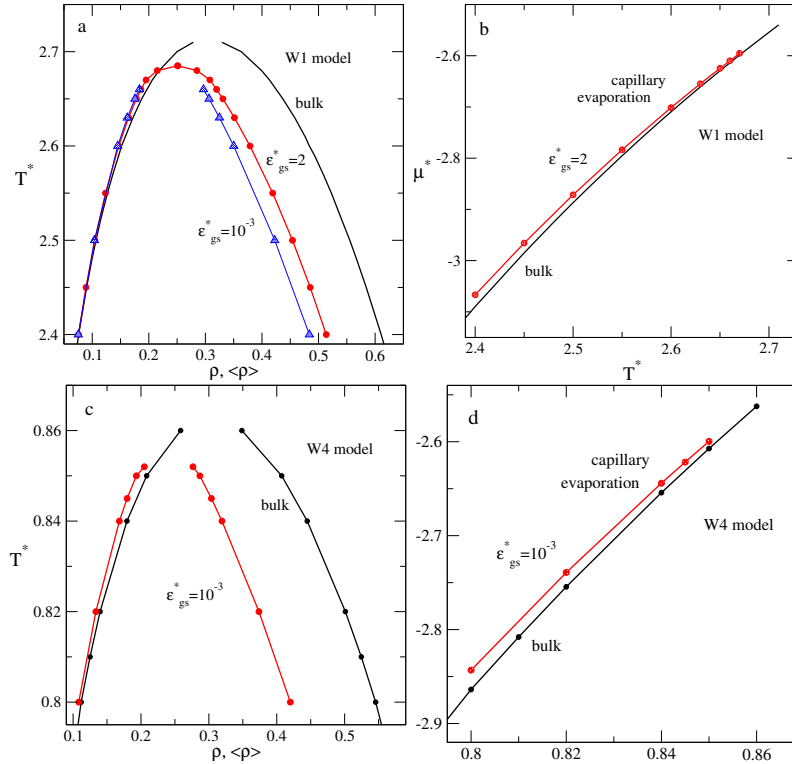 a
2.7
2.6
2.5
2.4
T*
W1 model
bulk
ε*gs=2
ε*gs=10⁻³
0.1
0.2
0.3
0.4
0.5
0.6
ρ, <ρ>
b
-2.6
-2.8
-3
μ*
capillary
evaporation
W1 model
ε*gs=2
bulk
2.4
2.5
2.6
2.7
T*
c
0.86
0.84
0.82
0.8
T*
W4 model
bulk
ε*gs=10⁻³
0.1
0.2
0.3
0.4
0.5
ρ, <ρ>
d
-2.6
-2.7
-2.8
-2.9
capillary
evaporation
W4 model
ε*gs=10⁻³
bulk
0.8
0.82
0.84
0.86